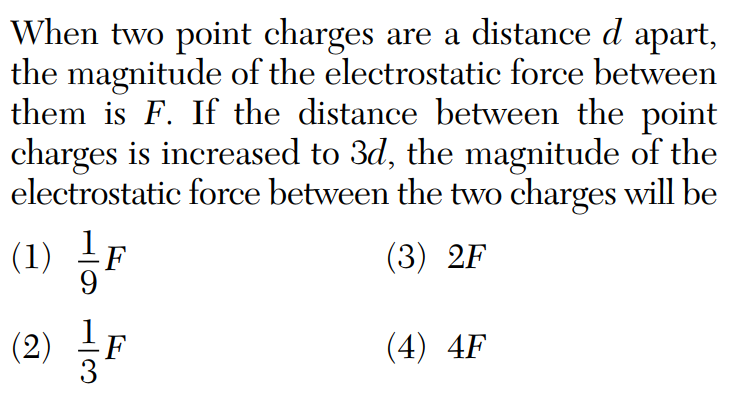 When two point charges are a distance d apart,
the magnitude of the electrostatic force between
them is F. If the distance between the point
charges is increased to 3d, the magnitude of the
electrostatic force between the two charges will be
(1) 1/9 F (3) 2F
(2) 1/3 F (4) 4F